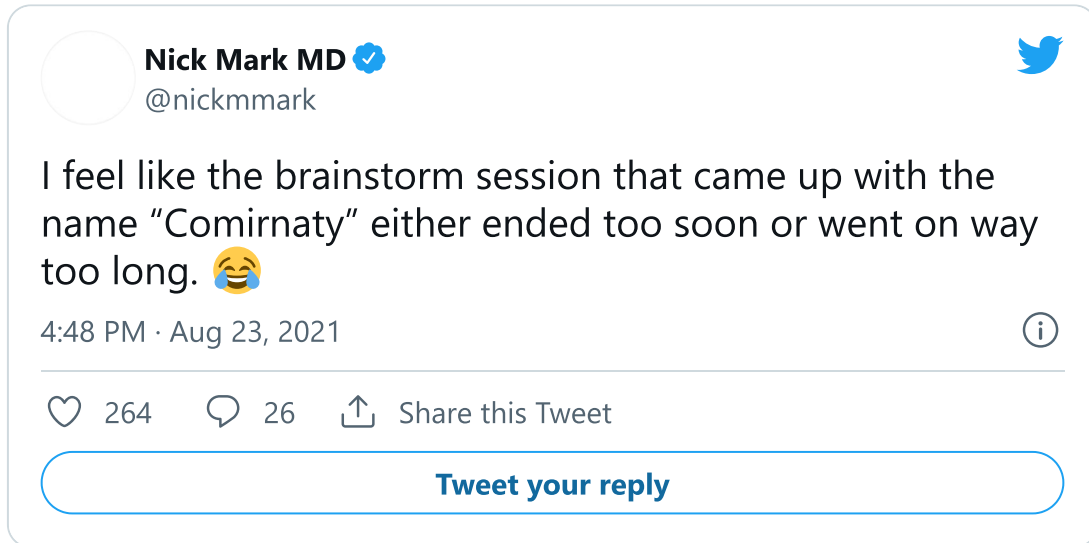 Nick Mark MD
@nickmmark
I feel like the brainstorm session that came up with the
name “Comirnaty” either ended too soon or went on way
too long. 😂
4:48 PM · Aug 23, 2021
264 26 Share this Tweet
Tweet your reply